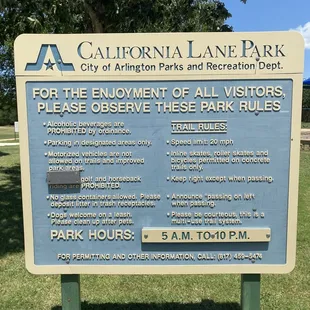 CALIFORNIA LANE PARK
City of Arlington Parks and Recreation Dept.
FOR THE ENJOYMENT OF ALL VISITORS,
PLEASE OBSERVE THESE PARK RULES
• Alcoholic beverages are
PROHIBITED by ordinance.
• Parking in designated areas only.
• Motorized vehicles are not
allowed on trails and improved
park areas.
golf and horseback
PROHIBITED.
• No glass containers allowed. Please
deposit litter in trash receptacles.
• Dogs welcome on a leash.
Please clean up after pets.
TRAIL RULES:
• Speed limit: 20 mph
• Inline skates, roller skates and
bicycles permitted on concrete
trails only.
• Keep right except when passing.
• Announce "passing on left"
when passing.
• Please be courteous, this is a
multi-use trail system.
PARK HOURS: 5 A.M. TO 10 P.M.
FOR PERMITTING AND OTHER INFORMATION, CALL: (817) 459-5474